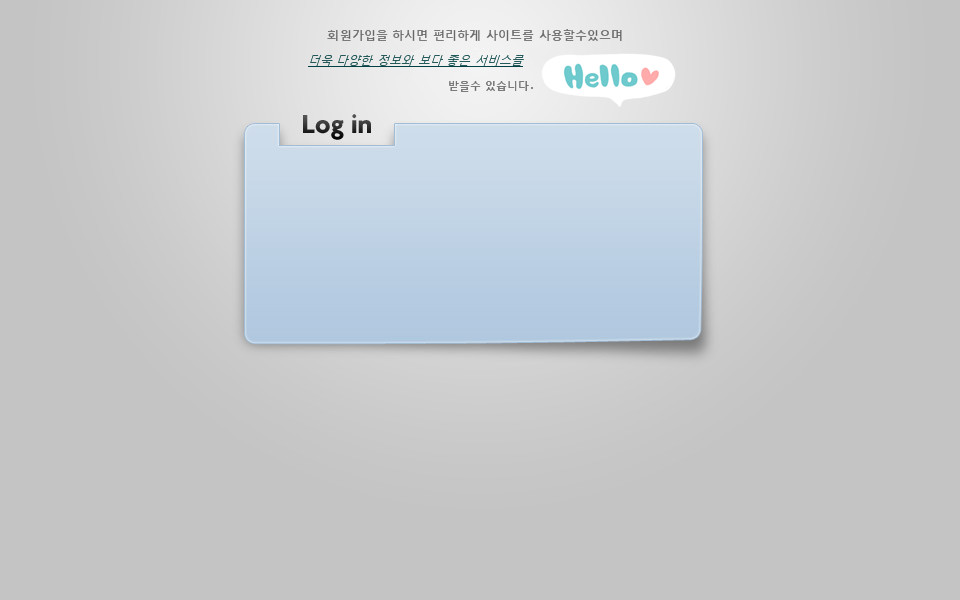 회원가입을 하시면 편리하게 사이트를 사용할수있으며
더욱 다양한 정보와 보다 좋은 서비스를
받을수 있습니다.
Hello
Log in